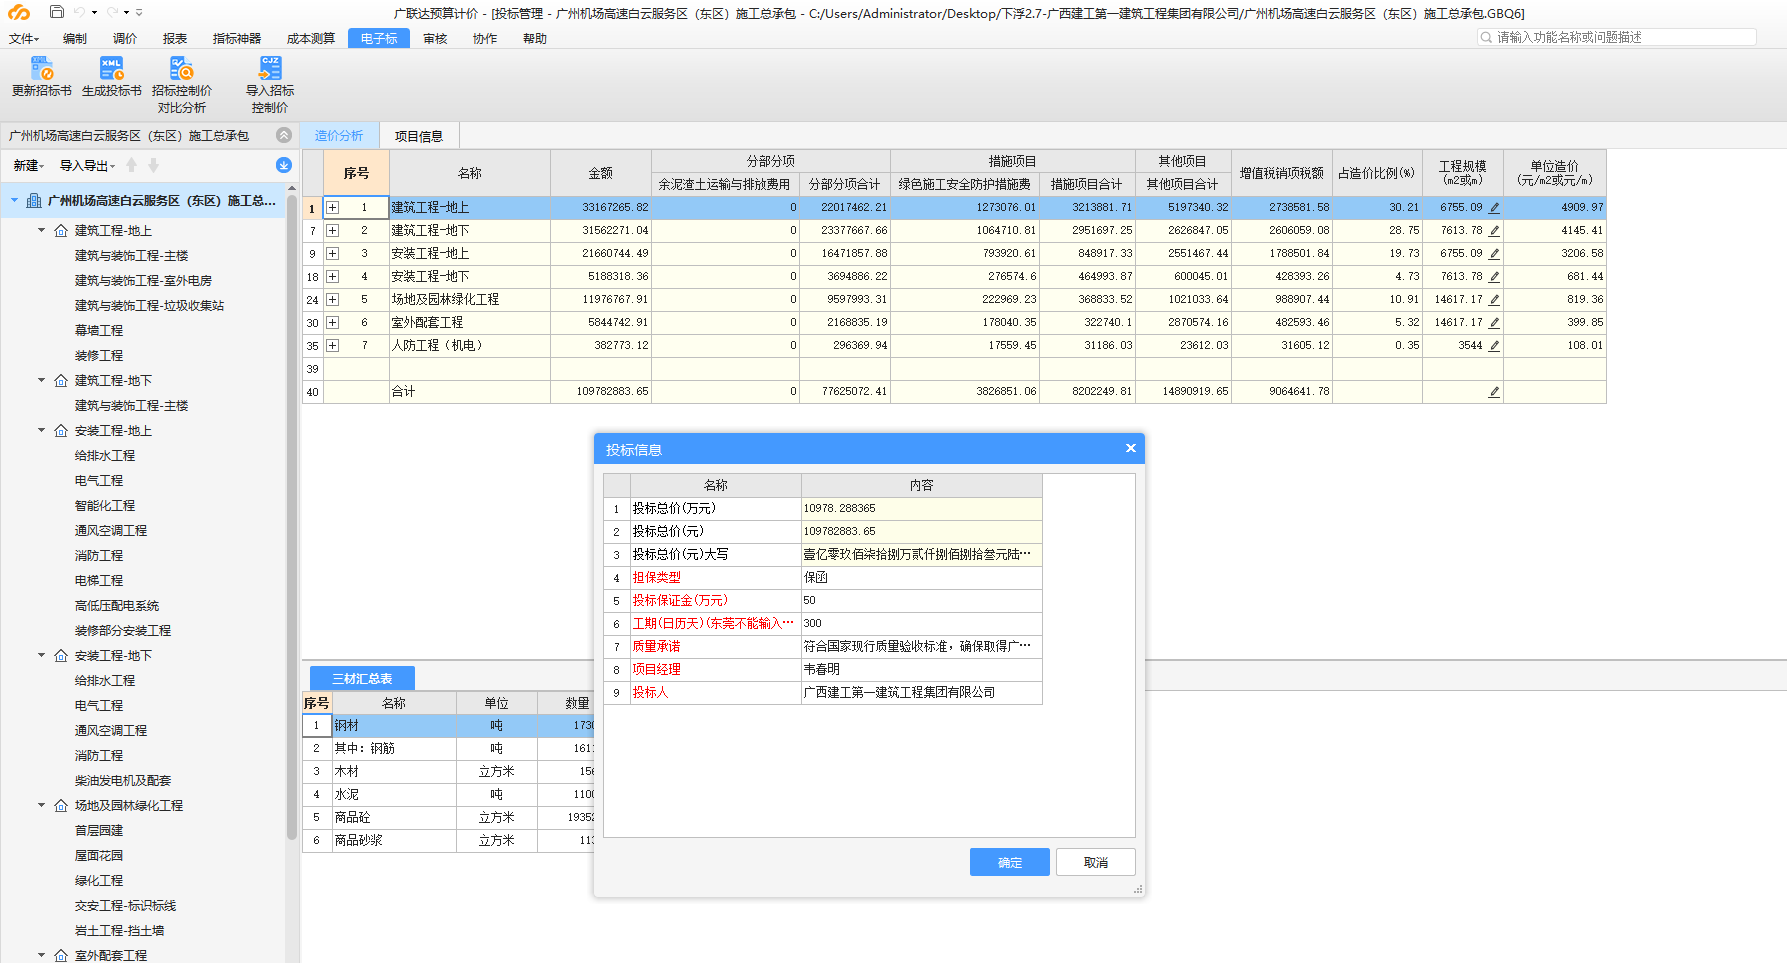 广联达预算计价 - [投标管理 - 广州机场高速白云服务区（东区）施工总承包 - C:/Users/Administrator/Desktop/下浮2.7-广西建工第一建筑工程集团有限公司/广州机场高速白云服务区（东区）施工总承包.GBQ6]
文件 编制 调价 报表 指标神器 成本测算 电子标 审核 协作 帮助 请输入功能名称或问题描述
XML XML CJZ
更新招标书 生成投标书 招标控制价 导入招标
对比分析 控制价
广州机场高速白云服务区（东区）施工总承包
新建 导入导出
广州机场高速白云服务区（东区）施工总...
建筑工程-地上
建筑与装饰工程-主楼
建筑与装饰工程-室外电房
建筑与装饰工程-垃圾收集站
幕墙工程
装修工程
建筑工程-地下
建筑与装饰工程-主楼
安装工程-地上
给排水工程
电气工程
智能化工程
通风空调工程
消防工程
电梯工程
高低压配电系统
装修部分安装工程
安装工程-地下
给排水工程
电气工程
通风空调工程
消防工程
柴油发电机及配套
场地及园林绿化工程
首层园建
屋面花园
绿化工程
交安工程-标识标线
岩土工程-挡土墙
室外配套工程
造价分析 项目信息
序号 名称 金额 分部分项 措施项目 其他项目 增值税销项税额 占造价比例(%) 工程规模 单位造价
余泥渣土运输与排放费用 分部分项合计 绿色施工安全防护措施费 措施项目合计 其他项目合计 (m2或m) (元/m2或元/m)
1 1 建筑工程-地上 33167265.82 0 22017462.21 1273076.01 3213881.71 5197340.32 2738581.58 30.21 6755.09 4909.97
7 2 建筑工程-地下 31562271.04 0 23377667.66 1064710.81 2951697.25 2626847.05 2606059.08 28.75 7613.78 4145.41
9 3 安装工程-地上 21660744.49 0 16471857.88 793920.61 848917.33 2551467.44 1788501.84 19.73 6755.09 3206.58
18 4 安装工程-地下 5188318.36 0 3694886.22 276574.6 464993.87 600045.01 428393.26 4.73 7613.78 681.44
24 5 场地及园林绿化工程 11976767.91 0 9597993.31 222969.23 368833.52 1021033.64 988907.44 10.91 14617.17 819.36
30 6 室外配套工程 5844742.91 0 2168835.19 178040.35 322740.1 2870574.16 482593.46 5.32 14617.17 399.85
35 7 人防工程（机电） 382773.12 0 296369.94 17559.45 31186.03 23612.03 31605.12 0.35 3544 108.01
39
40 合计 109782883.65 0 77625072.41 3826851.06 8202249.81 14890919.65 9064641.78
投标信息
名称 内容
1 投标总价(万元) 10978.288365
2 投标总价(元) 109782883.65
3 投标总价(元)大写 壹亿零玖佰柒拾捌万贰仟捌佰捌拾叁元陆…
4 担保类型 保函
5 投标保证金(万元) 50
6 工期(日历天)(东莞不能输入… 300
7 质量承诺 符合国家现行质量验收标准，确保取得广…
8 项目经理 韦春明
9 投标人 广西建工第一建筑工程集团有限公司
确定 取消
三材汇总表
序号 名称 单位 数量
1 钢材 吨 1730
2 其中：钢筋 吨 161
3 木材 立方米 156
4 水泥 吨 1100
5 商品砼 立方米 19352
6 商品砂浆 立方米 113